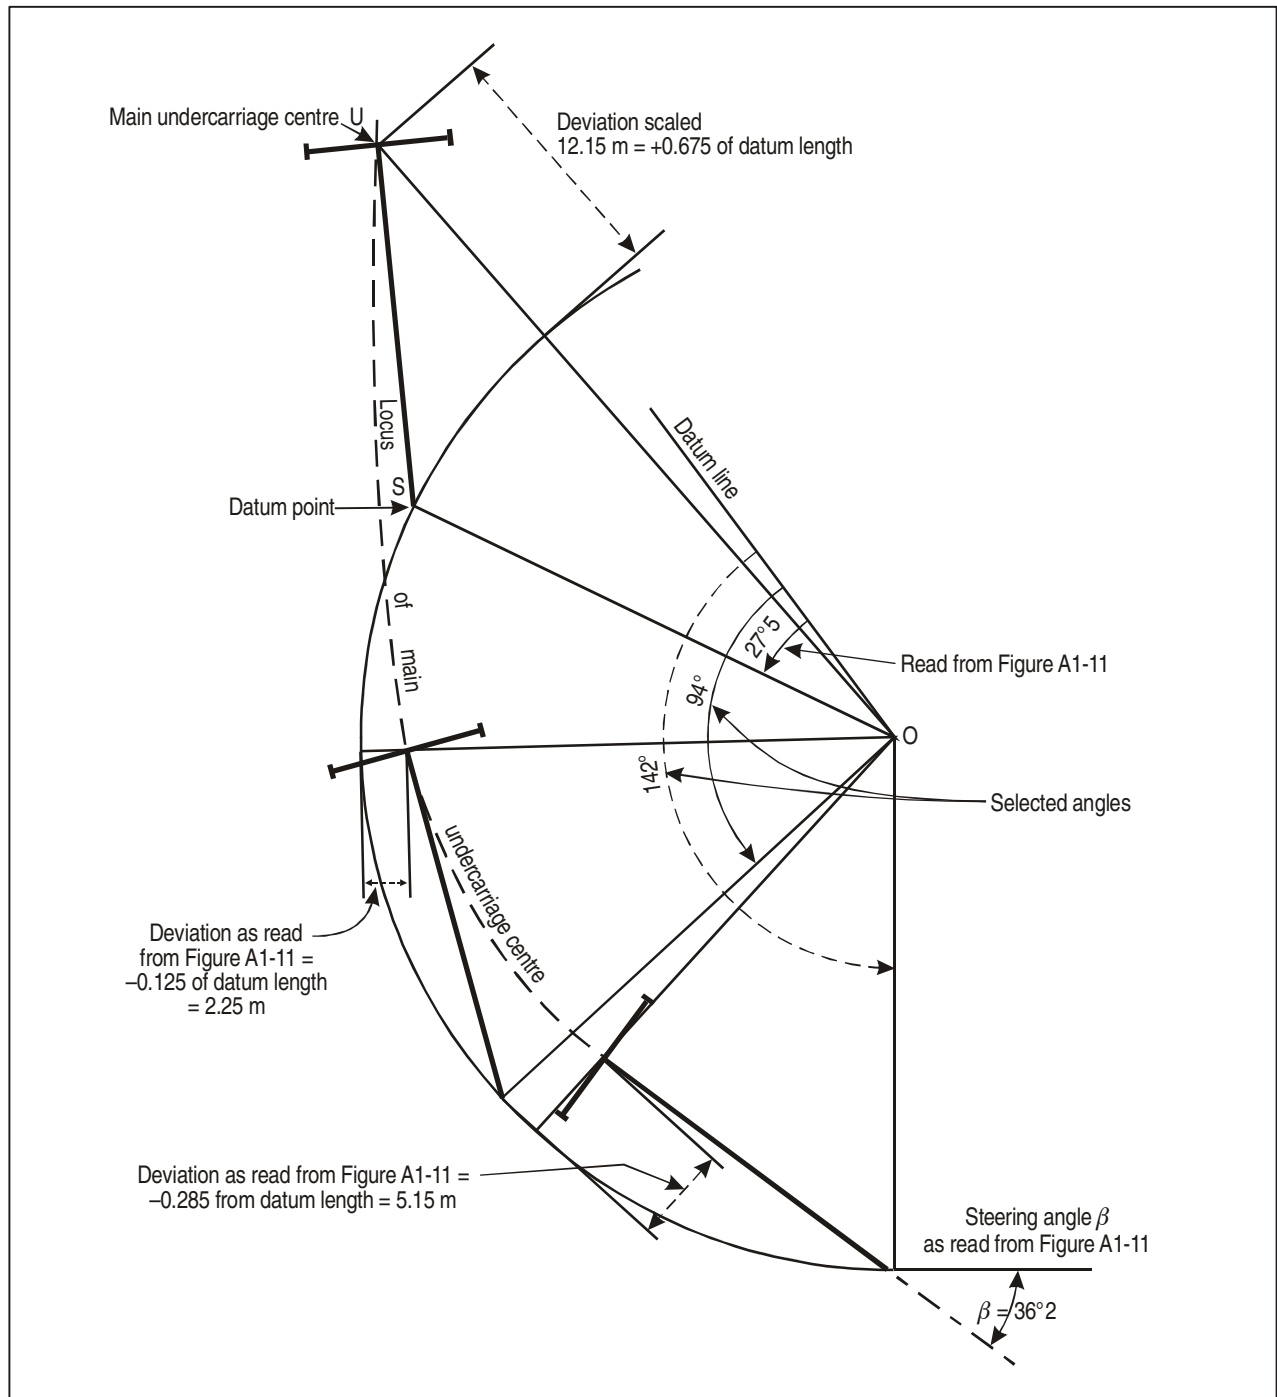 Main undercarriage centre U
Deviation scaled
12.15 m = +0.675 of datum length
Datum line
Locus
S
Datum point
of
main
27°5
Read from Figure A1-11
94°
O
142°
Selected angles
undercarriage centre
Deviation as read
from Figure A1-11 =
–0.125 of datum length
= 2.25 m
Deviation as read from Figure A1-11 =
–0.285 from datum length = 5.15 m
Steering angle β
as read from Figure A1-11
β = 36°2